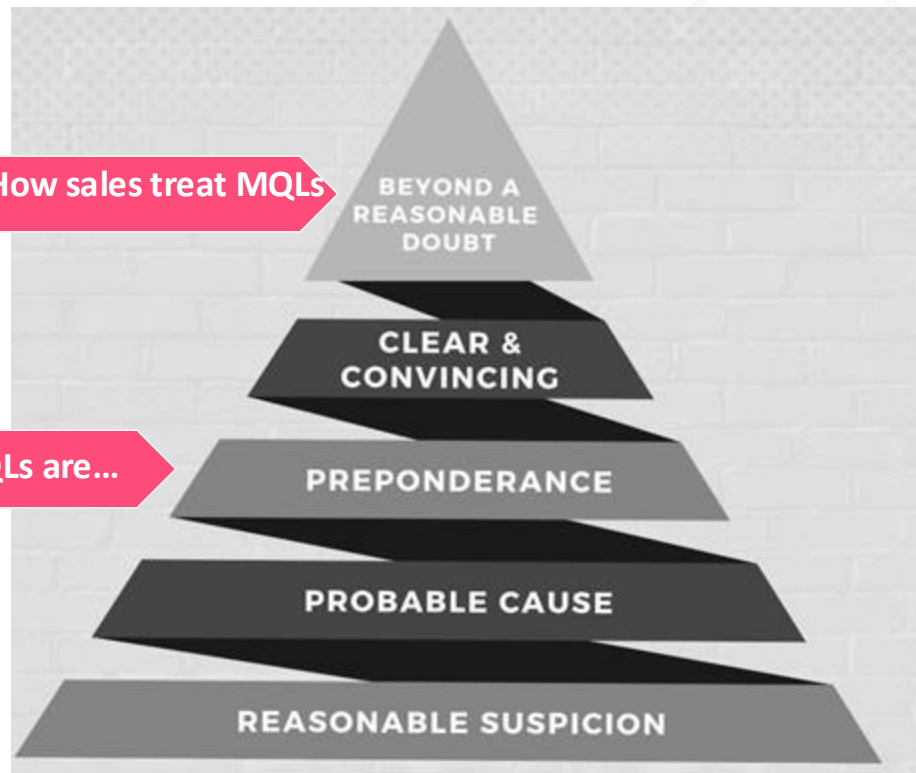 How sales treat MQLs
BEYOND A
REASONABLE
DOUBT
CLEAR &
CONVINCING
QLs are...
PREPONDERANCE
PROBABLE CAUSE
REASONABLE SUSPICION